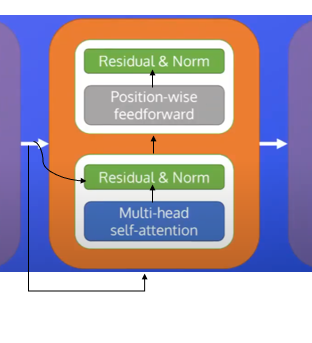 Residual & Norm
Position-wise
feedforward
Residual & Norm
Multi-head
self-attention